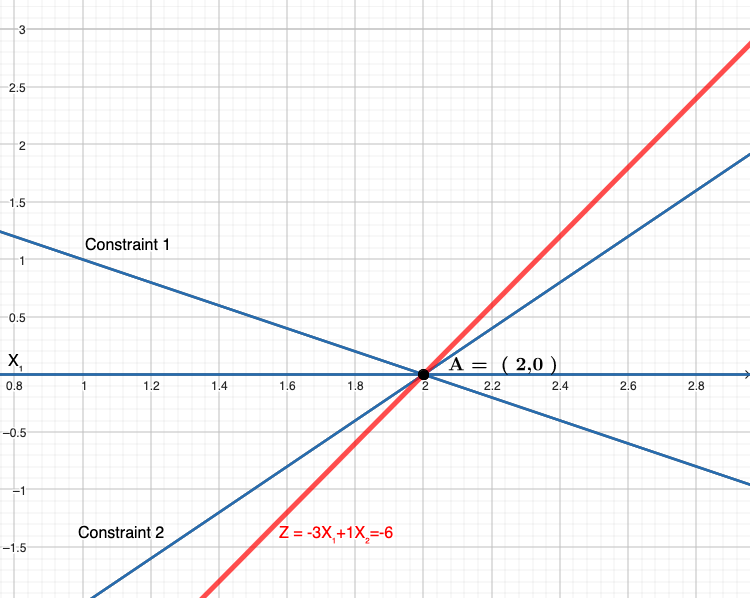 3
2.5
2
1.5
Constraint 1
1
0.5
X₁
A = ( 2,0 )
0.8 1 1.2 1.4 1.6 1.8 2 2.2 2.4 2.6 2.8
−0.5
−1
Constraint 2
Z = -3X₁+1X₂=-6
−1.5